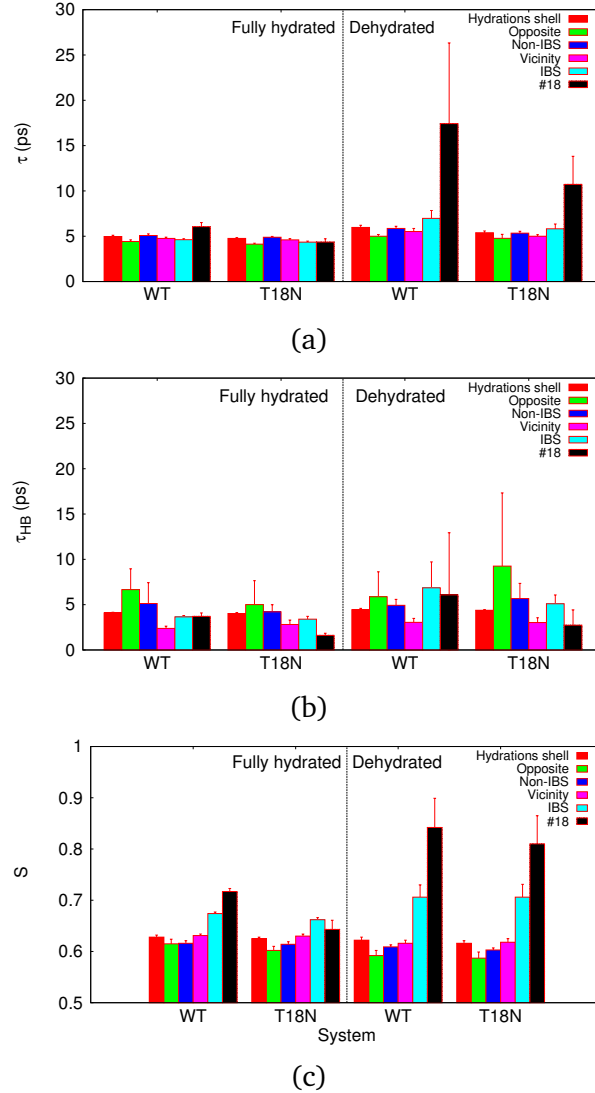 30
25
20
15
10
5
0
τ (ps)
Fully hydrated
Dehydrated
Hydrations shell
Opposite
Non-IBS
Vicinity
IBS
#18
WT
T18N
WT
T18N
(a)
30
25
20
15
10
5
0
τHB (ps)
Fully hydrated
Dehydrated
Hydrations shell
Opposite
Non-IBS
Vicinity
IBS
#18
WT
T18N
WT
T18N
(b)
1
0.9
0.8
0.7
0.6
0.5
S
Fully hydrated
Dehydrated
Hydrations shell
Opposite
Non-IBS
Vicinity
IBS
#18
WT
T18N
WT
T18N
System
(c)